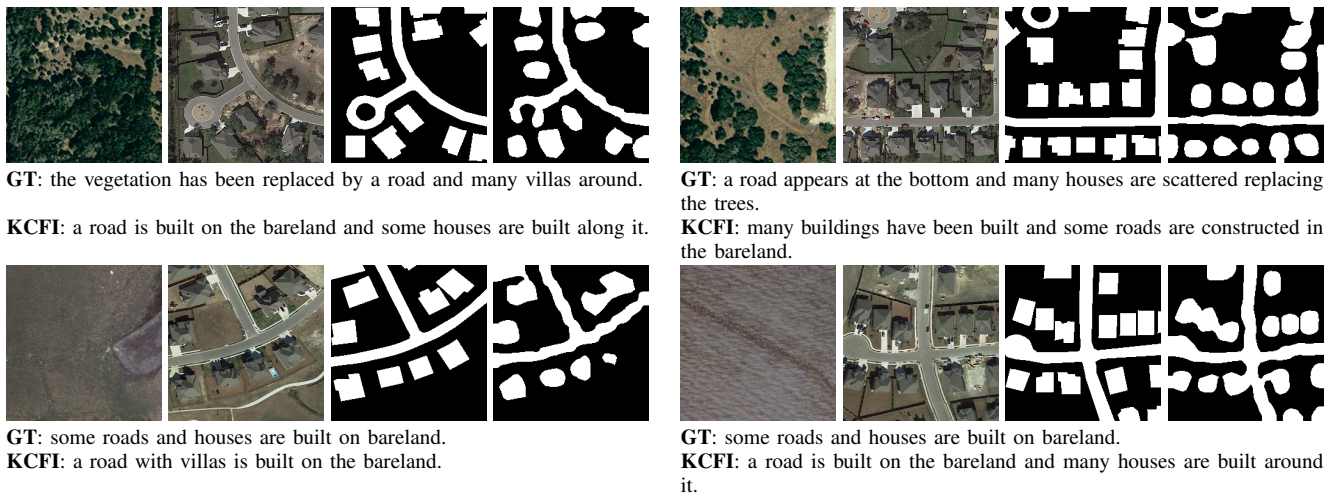 GT: the vegetation has been replaced by a road and many villas around.
KCFI: a road is built on the bareland and some houses are built along it.
GT: a road appears at the bottom and many houses are scattered replacing
the trees.
KCFI: many buildings have been built and some roads are constructed in
the bareland.
GT: some roads and houses are built on bareland.
KCFI: a road with villas is built on the bareland.
GT: some roads and houses are built on bareland.
KCFI: a road is built on the bareland and many houses are built around
it.